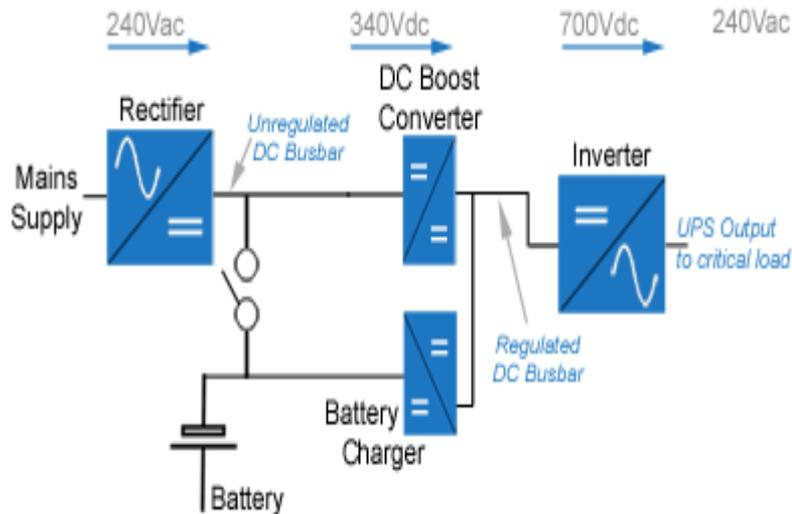 240Vac
340Vdc
700Vdc
240Vac
Rectifier
Unregulated
DC Busbar
DC Boost
Converter
Inverter
Mains
Supply
UPS Output
to critical load
Regulated
DC Busbar
Battery
Charger
Battery